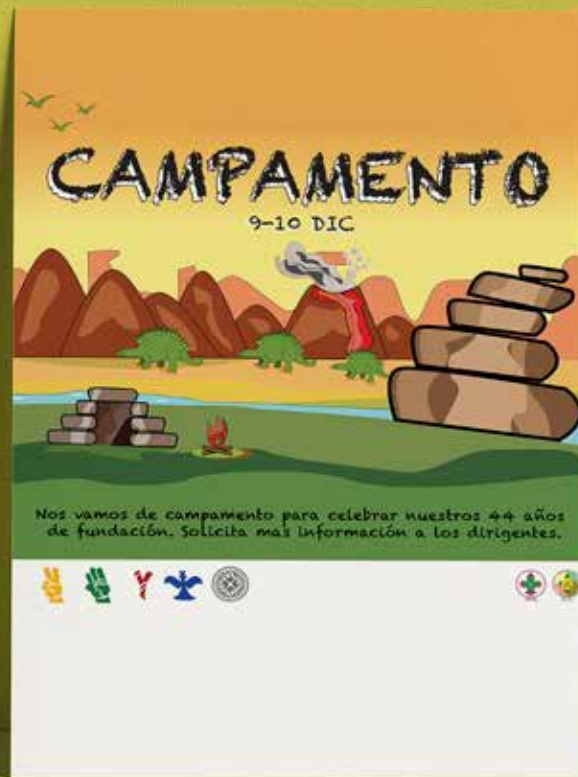 CAMPAMENTO
9-10 DIC
Nos vamos de campamento para celebrar nuestros 44 años
de fundación. Solicita mas información a los dirigentes.